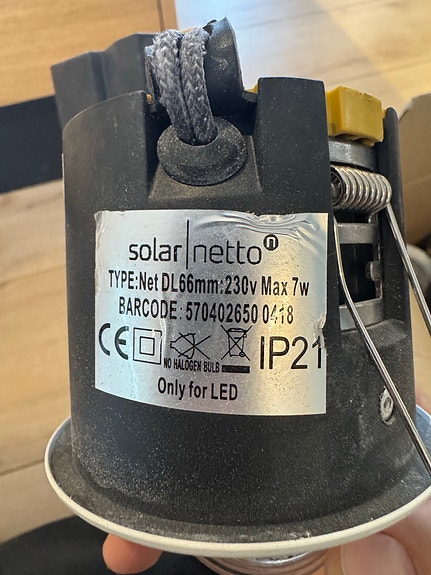 solar|netto n
TYPE:Net DL66mm:230v Max 7w
BARCODE: 570402650 0418
CE NO HALOGEN BULB IP21
Only for LED